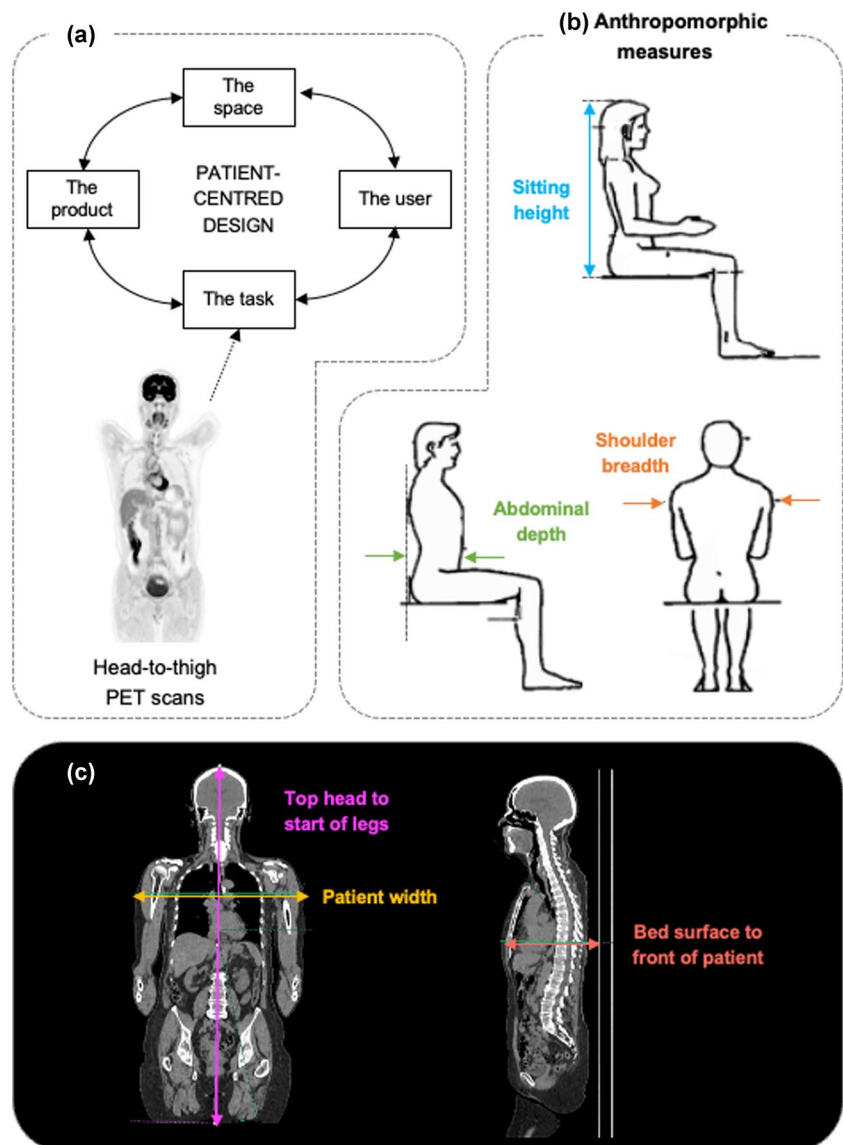 (a)
The
space
The
product
PATIENT-
CENTRED
DESIGN
The user
The task
Head-to-thigh
PET scans
(b) Anthropomorphic
measures
Sitting
height
Abdominal
depth
Shoulder
breadth
(c)
Top head to
start of legs
Patient width
Bed surface to
front of patient